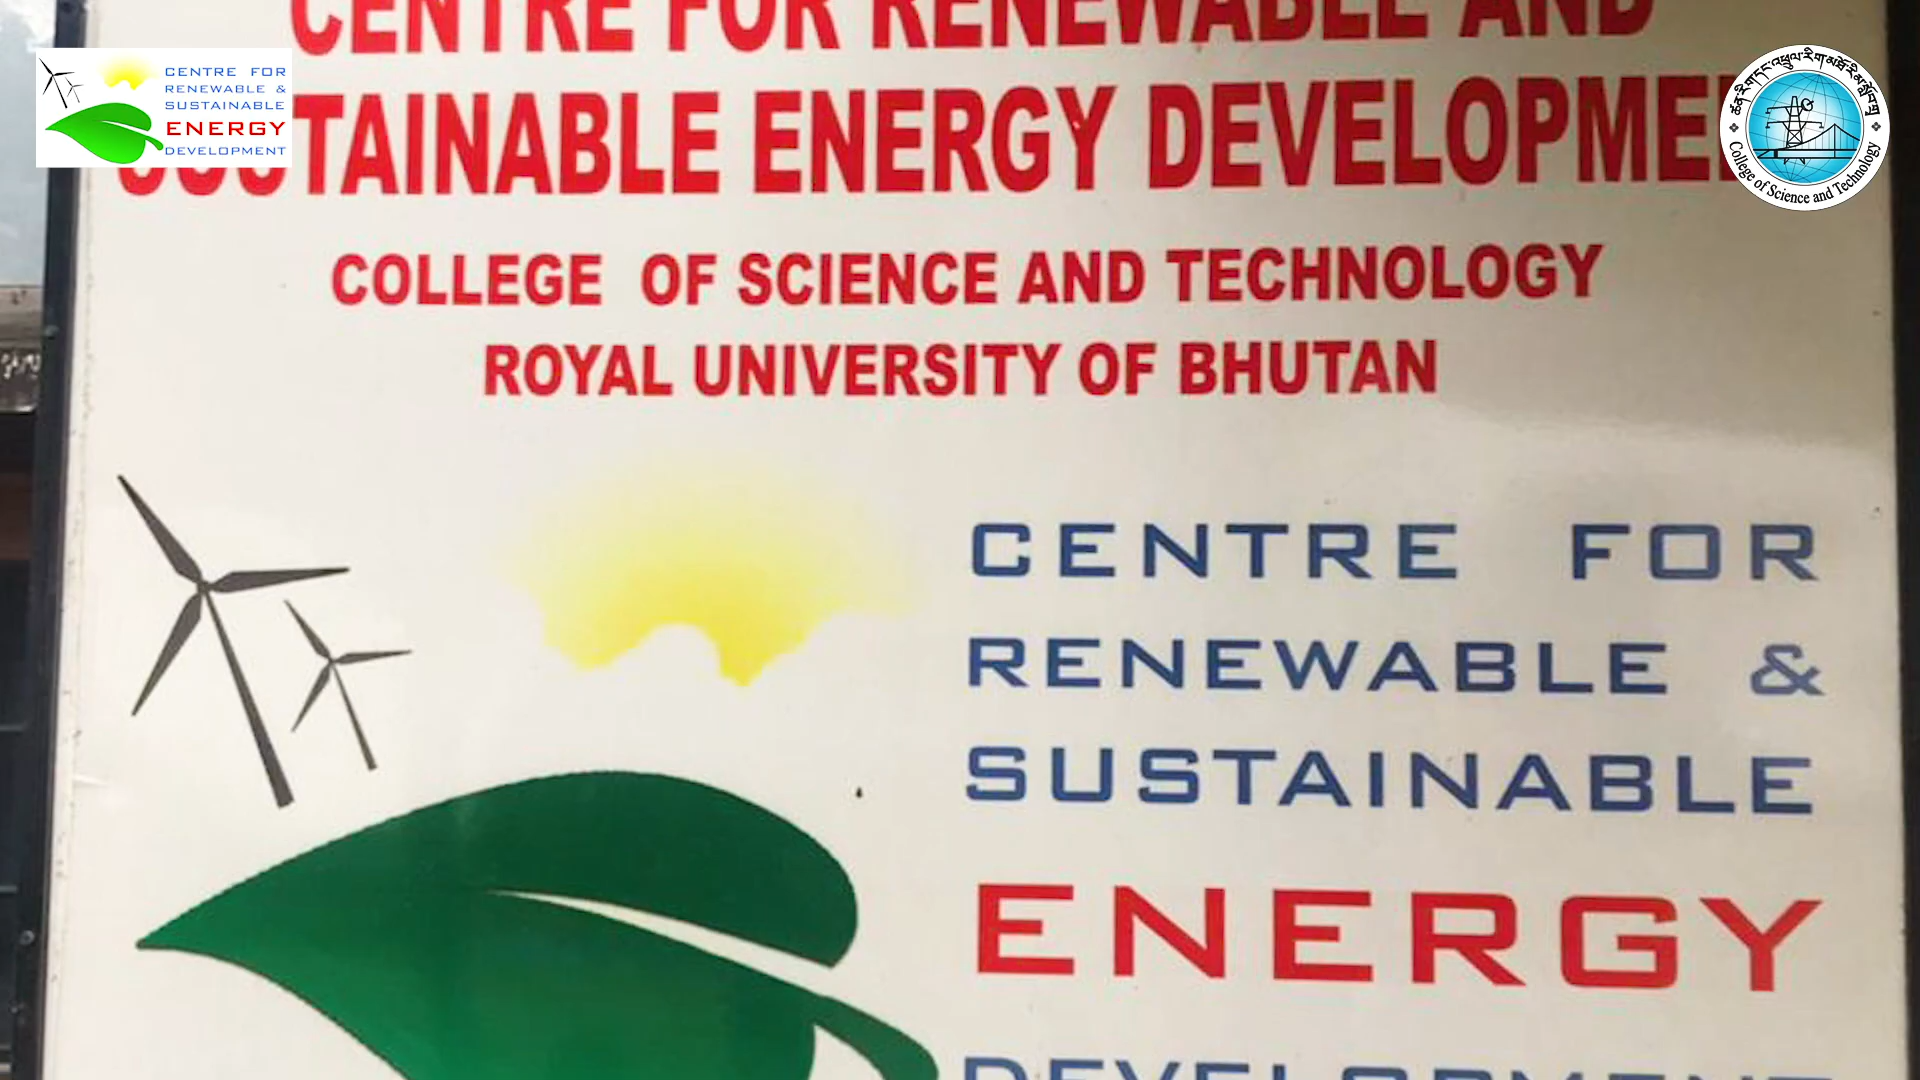 CENTRE FOR RENEWABLE AND
SUSTAINABLE ENERGY DEVELOPME
COLLEGE OF SCIENCE AND TECHNOLOGY
ROYAL UNIVERSITY OF BHUTAN
CENTRE FOR
RENEWABLE &
SUSTAINABLE
ENERGY
DEVELOPMENT
CENTRE FOR
RENEWABLE &
SUSTAINABLE
ENERGY
DEVELOPMENT
College of Science and Technology